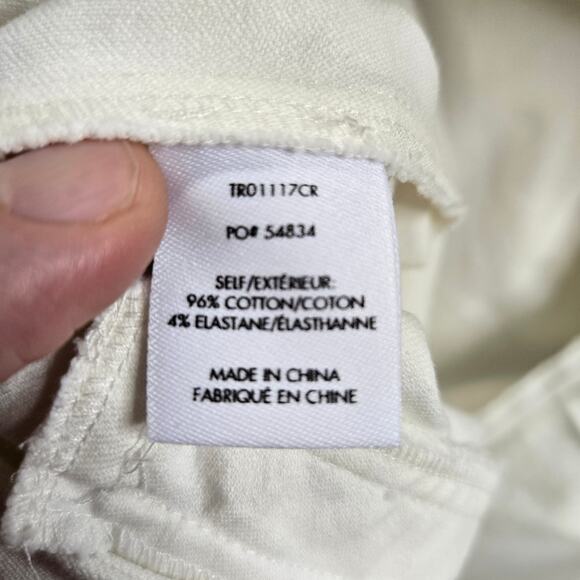 TR01117CR
PO# 54834
SELF/EXTÉRIEUR:
96% COTTON/COTON
4% ELASTANE/ÉLASTHANNE
MADE IN CHINA
FABRIQUÉ EN CHINE